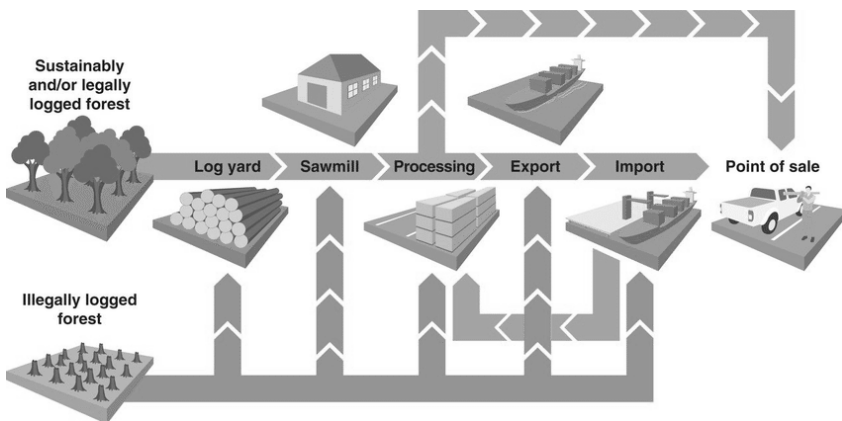 Sustainably
and/or legally
logged forest
Log yard
Sawmill
Processing
Export
Import
Point of sale
Illegally logged
forest